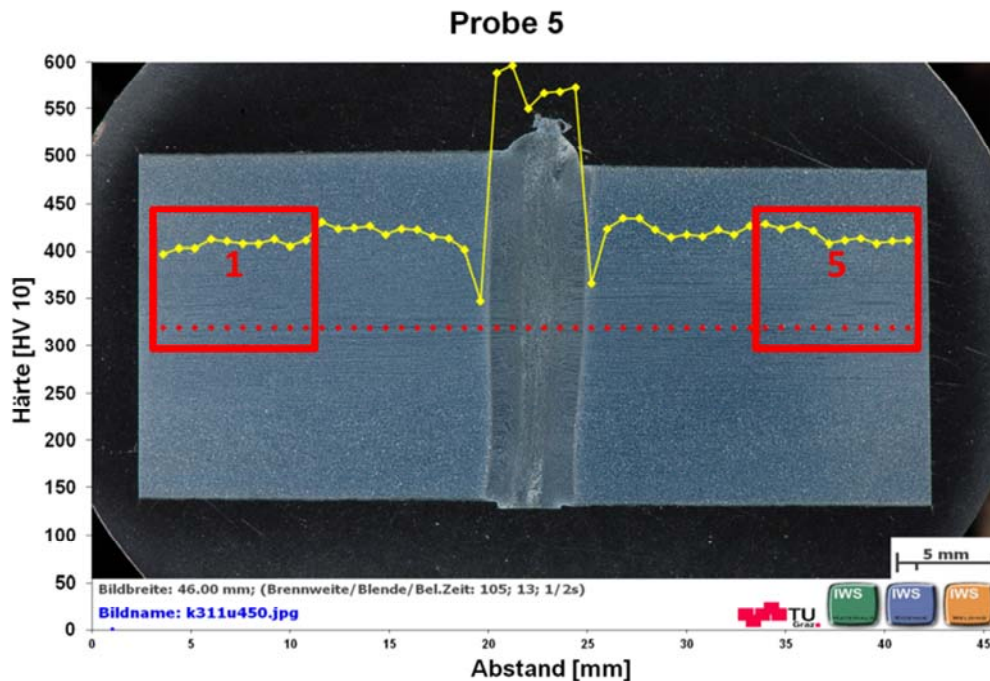 Probe 5
Härte [HV 10]
600
550
500
450
400
350
300
250
200
150
100
50
0
1
5
5 mm
Bildbreite: 46.00 mm; (Brennweite/Blende/Bel.Zeit: 105; 13; 1/2s)
Bildname: k311u450.jpg
TU
Graz
IWS
IWS
IWS
0
5
10
15
20
25
30
35
40
45
Abstand [mm]